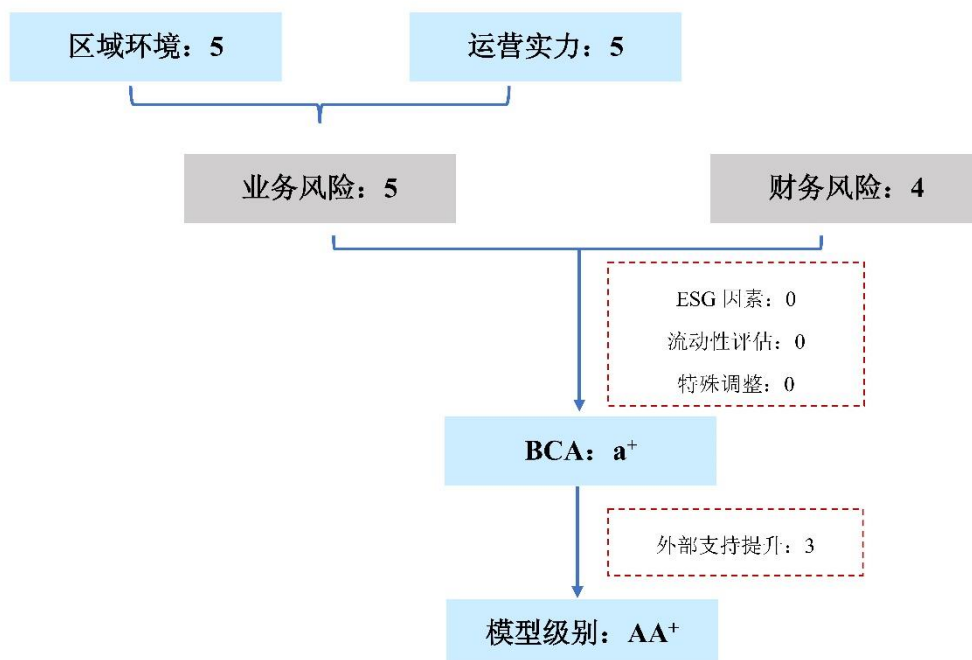 区域环境：5
运营实力：5
业务风险：5
财务风险：4
ESG 因素：0
流动性评估：0
特殊调整：0
BCA：a⁺
外部支持提升：3
模型级别：AA⁺